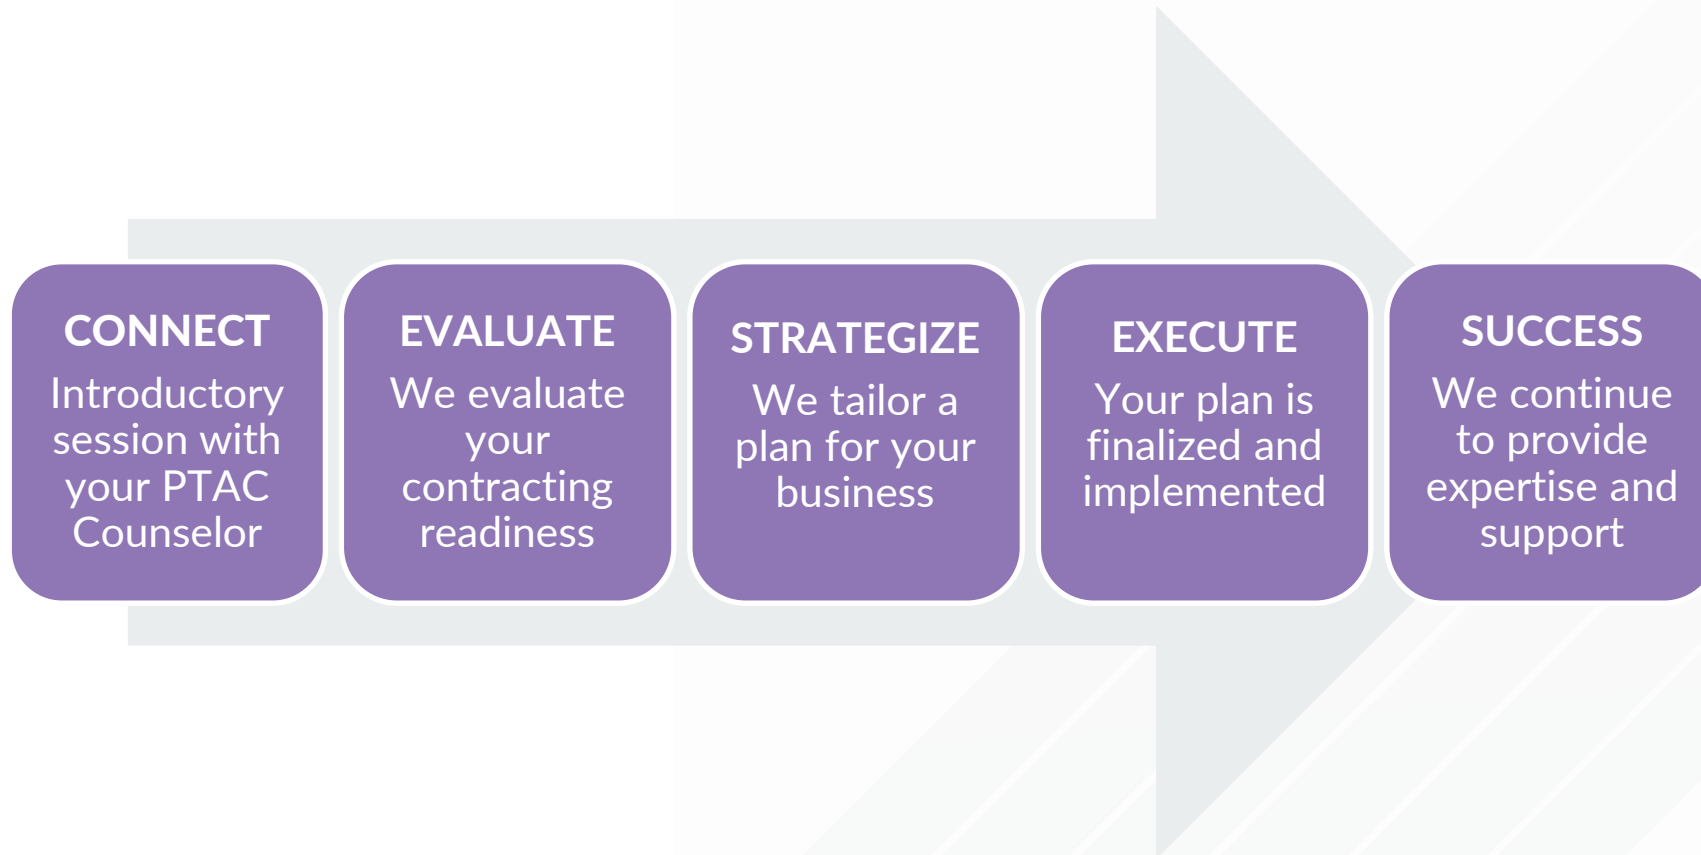 CONNECT
Introductory
session with
your PTAC
Counselor
EVALUATE
We evaluate
your
contracting
readiness
STRATEGIZE
We tailor a
plan for your
business
EXECUTE
Your plan is
finalized and
implemented
SUCCESS
We continue
to provide
expertise and
support